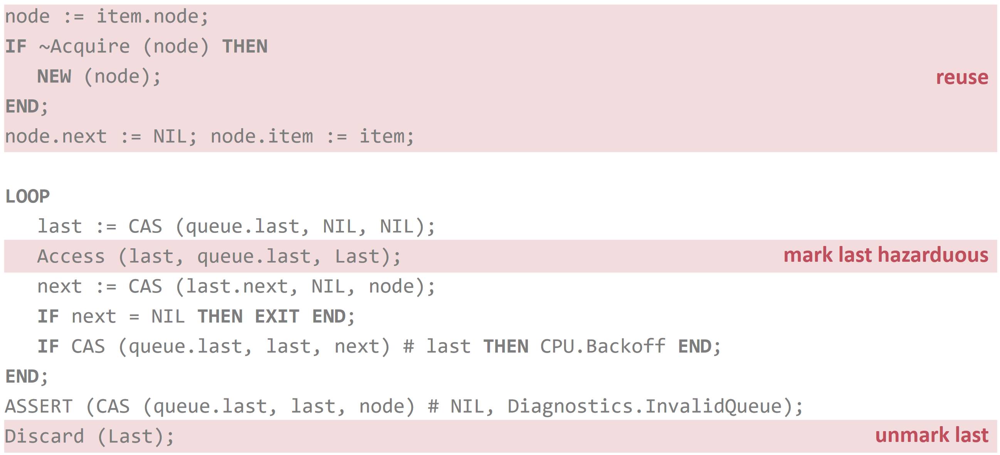 node := item.node;
IF ~Acquire (node) THEN
NEW (node); reuse
END;
node.next := NIL; node.item := item;
LOOP
last := CAS (queue.last, NIL, NIL);
Access (last, queue.last, Last); mark last hazarduous
next := CAS (last.next, NIL, node);
IF next = NIL THEN EXIT END;
IF CAS (queue.last, last, next) # last THEN CPU.Backoff END;
END;
ASSERT (CAS (queue.last, last, node) # NIL, Diagnostics.InvalidQueue);
Discard (Last); unmark last